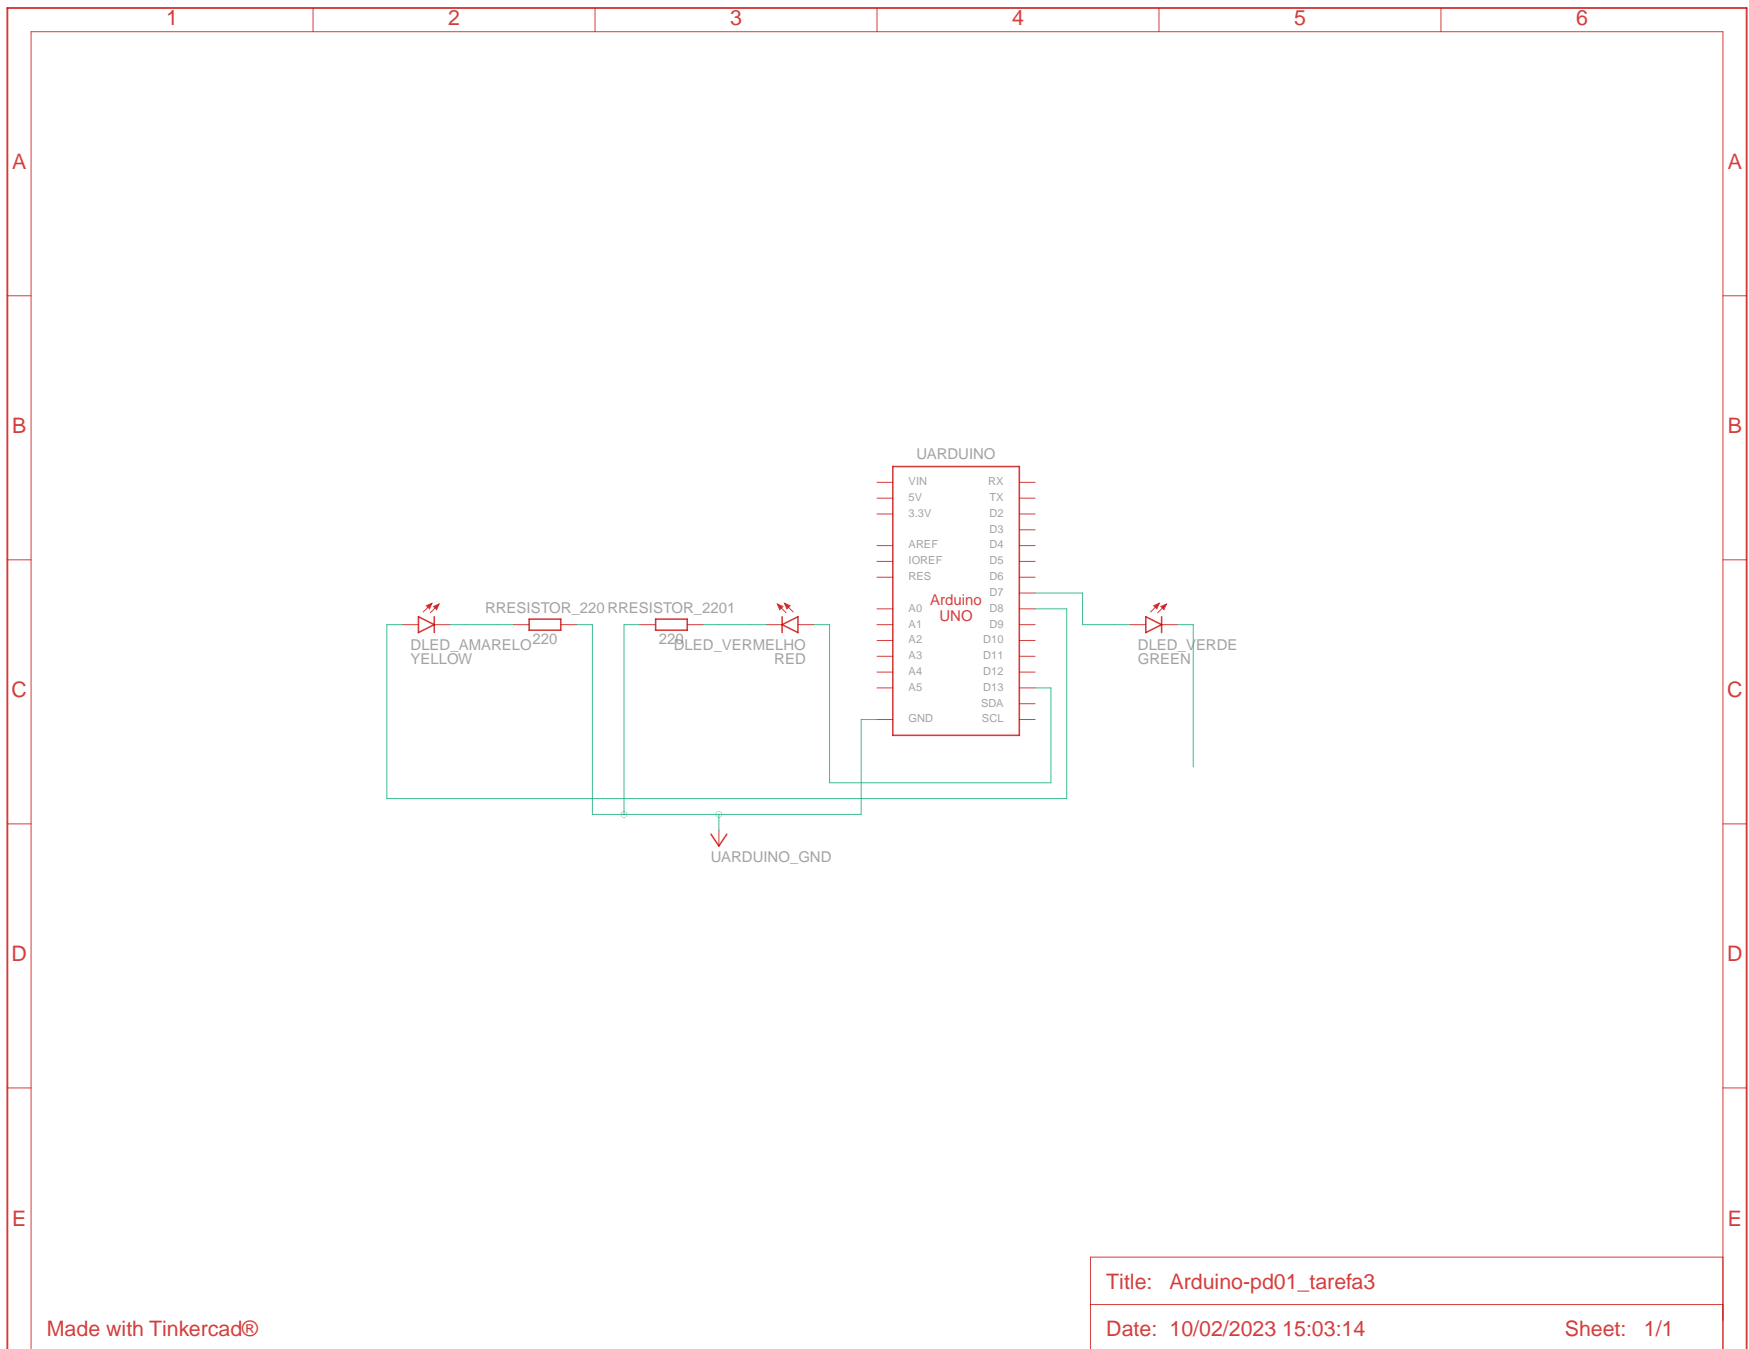 1 2 3 4 5 6
A A
B B
UARDUINO
VIN RX
5V TX
3.3V D2
D3
AREF D4
IOREF D5
RES D6
D7
Arduino
UNO
A0 D8
A1 D9
A2 D10
A3 D11
A4 D12
A5 D13
SDA
GND SCL
RRESISTOR_220 RRESISTOR_2201
220 220
DLED_AMARELO
YELLOW
DLED_VERMELHO
RED
DLED_VERDE
GREEN
C C
UARDUINO_GND
D D
E E
Title: Arduino-pd01_tarefa3
Made with Tinkercad®
Date: 10/02/2023 15:03:14 Sheet: 1/1